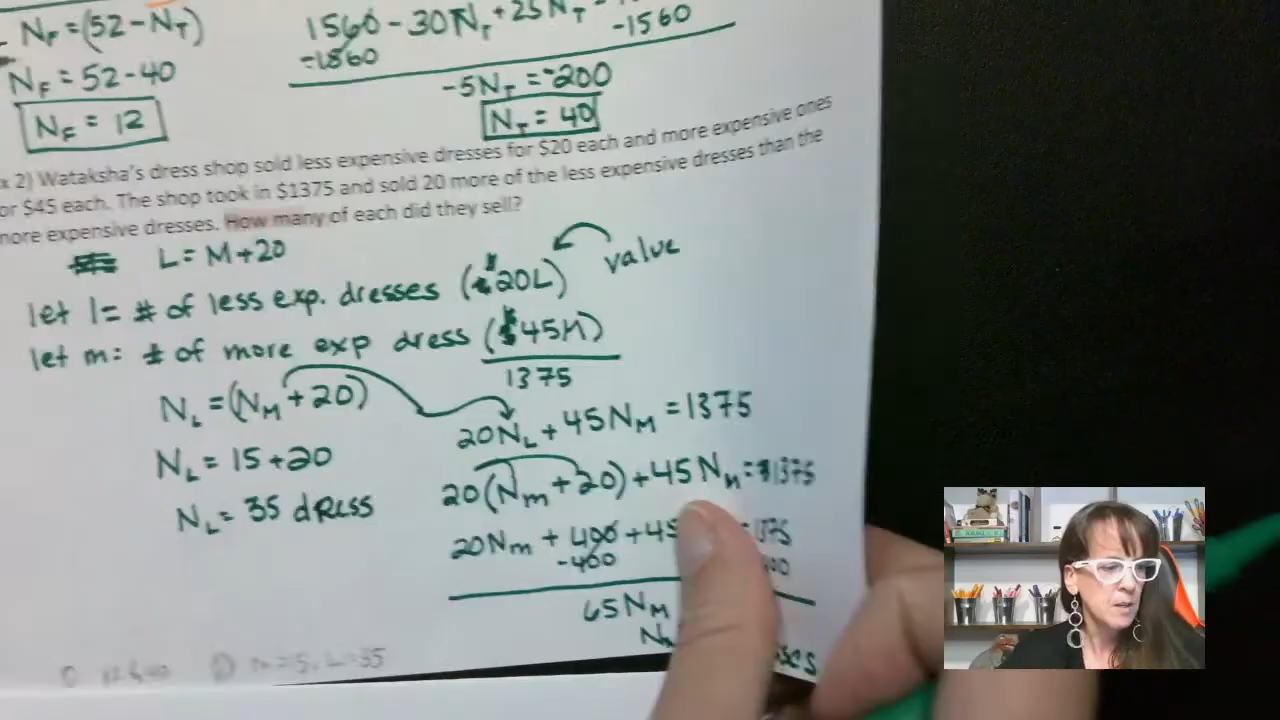 N_F = (52 - N_T)
1560 - 30N_T + 25N_T
-1560 -1560
N_F = 52 - 40
-5N_T = -200
N_F = 12
N_T = 40
x 2) Wataksha's dress shop sold less expensive dresses for $20 each and more expensive ones
or $45 each. The shop took in $1375 and sold 20 more of the less expensive dresses than the
more expensive dresses. How many of each did they sell?
L = M + 20
value
let l = # of less exp. dresses ($20L)
let m: # of more exp dress ($45M)
1375
N_L = (N_M + 20)
20N_L + 45N_M = 1375
N_L = 15 + 20
20(N_m + 20) + 45N_m = 1375
N_L = 35 dress
20N_m + 400 + 45
-400
65N_M